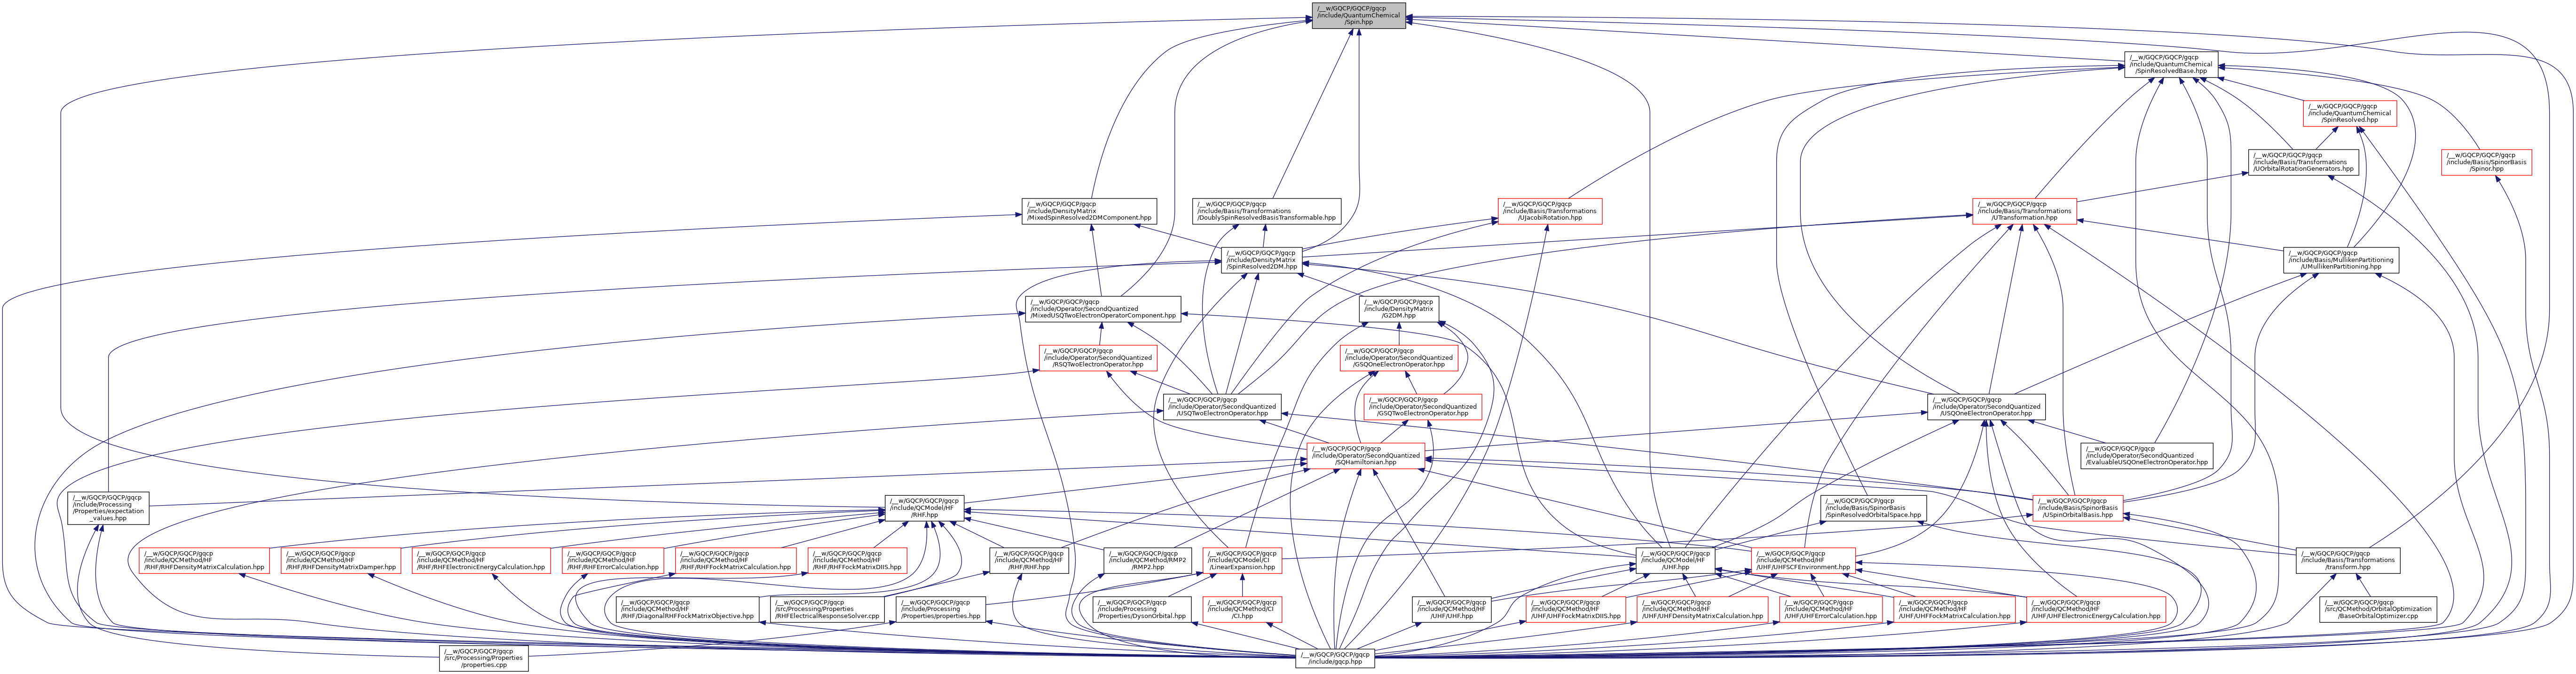 /__w/GQCP/GQCP/gqcp
/include/QuantumChemical
/Spin.hpp
/__w/GQCP/GQCP/gqcp
/include/QuantumChemical
/SpinResolvedBase.hpp
/__w/GQCP/GQCP/gqcp
/include/QuantumChemical
/SpinResolved.hpp
/__w/GQCP/GQCP/gqcp
/include/Basis/Transformations
/UOrbitalRotationGenerators.hpp
/__w/GQCP/GQCP/gqcp
/include/Basis/SpinorBasis
/Spinor.hpp
/__w/GQCP/GQCP/gqcp
/include/DensityMatrix
/MixedSpinResolved2DMComponent.hpp
/__w/GQCP/GQCP/gqcp
/include/Basis/Transformations
/DoublySpinResolvedBasisTransformable.hpp
/__w/GQCP/GQCP/gqcp
/include/Basis/Transformations
/UJacobiRotation.hpp
/__w/GQCP/GQCP/gqcp
/include/Basis/Transformations
/UTransformation.hpp
/__w/GQCP/GQCP/gqcp
/include/DensityMatrix
/SpinResolved2DM.hpp
/__w/GQCP/GQCP/gqcp
/include/Basis/MullikenPartitioning
/UMullikenPartitioning.hpp
/__w/GQCP/GQCP/gqcp
/include/Operator/SecondQuantized
/MixedUSQTwoElectronOperatorComponent.hpp
/__w/GQCP/GQCP/gqcp
/include/DensityMatrix
/G2DM.hpp
/__w/GQCP/GQCP/gqcp
/include/Operator/SecondQuantized
/RSQTwoElectronOperator.hpp
/__w/GQCP/GQCP/gqcp
/include/Operator/SecondQuantized
/GSQOneElectronOperator.hpp
/__w/GQCP/GQCP/gqcp
/include/Operator/SecondQuantized
/USQTwoElectronOperator.hpp
/__w/GQCP/GQCP/gqcp
/include/Operator/SecondQuantized
/GSQTwoElectronOperator.hpp
/__w/GQCP/GQCP/gqcp
/include/Operator/SecondQuantized
/USQOneElectronOperator.hpp
/__w/GQCP/GQCP/gqcp
/include/Operator/SecondQuantized
/SQHamiltonian.hpp
/__w/GQCP/GQCP/gqcp
/include/Operator/SecondQuantized
/EvaluableUSQOneElectronOperator.hpp
/__w/GQCP/GQCP/gqcp
/include/Processing
/Properties/expectation
_values.hpp
/__w/GQCP/GQCP/gqcp
/include/QCModel/HF
/RHF.hpp
/__w/GQCP/GQCP/gqcp
/include/Basis/SpinorBasis
/SpinResolvedOrbitalSpace.hpp
/__w/GQCP/GQCP/gqcp
/include/Basis/SpinorBasis
/USpinOrbitalBasis.hpp
/__w/GQCP/GQCP/gqcp
/include/QCMethod/HF
/RHF/RHFDensityMatrixCalculation.hpp
/__w/GQCP/GQCP/gqcp
/include/QCMethod/HF
/RHF/RHFDensityMatrixDamper.hpp
/__w/GQCP/GQCP/gqcp
/include/QCMethod/HF
/RHF/RHFElectronicEnergyCalculation.hpp
/__w/GQCP/GQCP/gqcp
/include/QCMethod/HF
/RHF/RHFErrorCalculation.hpp
/__w/GQCP/GQCP/gqcp
/include/QCMethod/HF
/RHF/RHFFockMatrixCalculation.hpp
/__w/GQCP/GQCP/gqcp
/include/QCMethod/HF
/RHF/RHFFockMatrixDIIS.hpp
/__w/GQCP/GQCP/gqcp
/include/QCMethod/HF
/RHF/RHF.hpp
/__w/GQCP/GQCP/gqcp
/include/QCMethod/RMP2
/RMP2.hpp
/__w/GQCP/GQCP/gqcp
/include/QCModel/CI
/LinearExpansion.hpp
/__w/GQCP/GQCP/gqcp
/include/QCModel/HF
/UHF.hpp
/__w/GQCP/GQCP/gqcp
/include/QCMethod/HF
/UHF/UHFSCFEnvironment.hpp
/__w/GQCP/GQCP/gqcp
/include/Basis/Transformations
/transform.hpp
/__w/GQCP/GQCP/gqcp
/include/QCMethod/HF
/RHF/DiagonalRHFFockMatrixObjective.hpp
/__w/GQCP/GQCP/gqcp
/src/Processing/Properties
/RHFElectricalResponseSolver.cpp
/__w/GQCP/GQCP/gqcp
/include/Processing
/Properties/properties.hpp
/__w/GQCP/GQCP/gqcp
/include/Processing
/Properties/DysonOrbital.hpp
/__w/GQCP/GQCP/gqcp
/include/QCMethod/CI
/CI.hpp
/__w/GQCP/GQCP/gqcp
/include/QCMethod/HF
/UHF/UHF.hpp
/__w/GQCP/GQCP/gqcp
/include/QCMethod/HF
/UHF/UHFFockMatrixDIIS.hpp
/__w/GQCP/GQCP/gqcp
/include/QCMethod/HF
/UHF/UHFDensityMatrixCalculation.hpp
/__w/GQCP/GQCP/gqcp
/include/QCMethod/HF
/UHF/UHFErrorCalculation.hpp
/__w/GQCP/GQCP/gqcp
/include/QCMethod/HF
/UHF/UHFFockMatrixCalculation.hpp
/__w/GQCP/GQCP/gqcp
/include/QCMethod/HF
/UHF/UHFElectronicEnergyCalculation.hpp
/__w/GQCP/GQCP/gqcp
/src/QCMethod/OrbitalOptimization
/BaseOrbitalOptimizer.cpp
/__w/GQCP/GQCP/gqcp
/src/Processing/Properties
/properties.cpp
/__w/GQCP/GQCP/gqcp
/include/gqcp.hpp